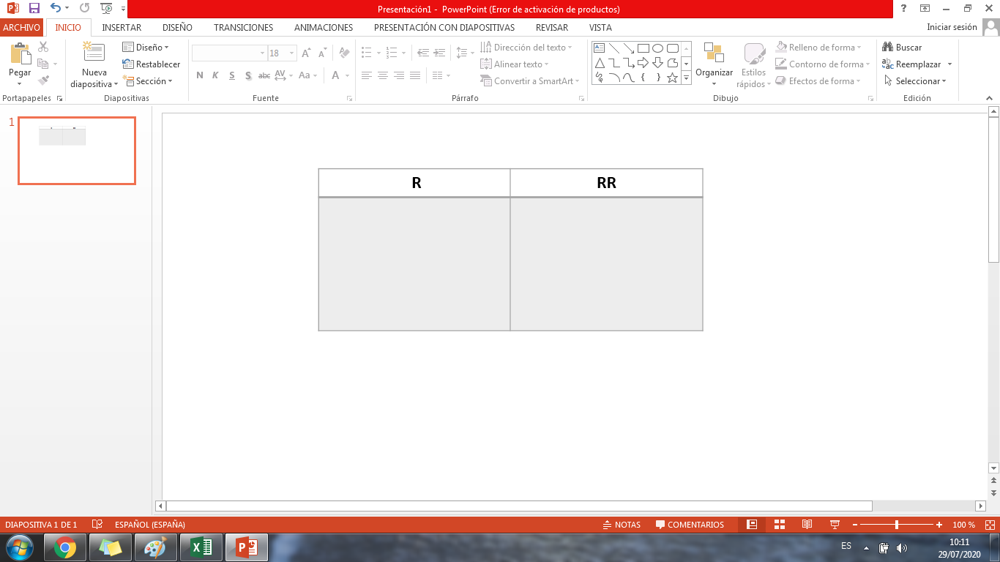 Presentación1 - PowerPoint (Error de activación de productos)
ARCHIVO INICIO INSERTAR DISEÑO TRANSICIONES ANIMACIONES PRESENTACIÓN CON DIAPOSITIVAS REVISAR VISTA Iniciar sesión
Pegar
Nueva diapositiva
Diseño
Restablecer
Sección
18
N K S S abc AV Aa A
Dirección del texto
Alinear texto
Convertir a SmartArt
Organizar
Estilos rápidos
Relleno de forma
Contorno de forma
Efectos de forma
Buscar
Reemplazar
Seleccionar
Portapapeles Diapositivas Fuente Párrafo Dibujo Edición
1
R RR
DIAPOSITIVA 1 DE 1 ESPAÑOL (ESPAÑA) NOTAS COMENTARIOS 100 %
ES
10:11
29/07/2020